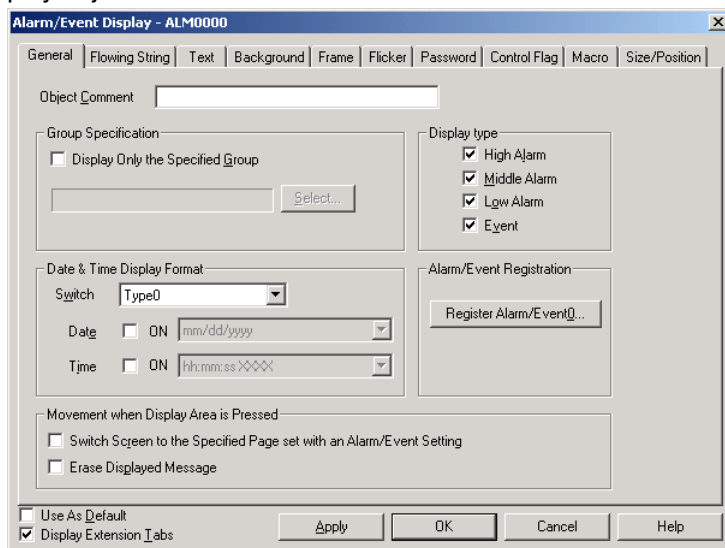 Alarm/Event Display - ALM0000
General Flowing String Text Background Frame Flicker Password Control Flag Macro Size/Position
Object Comment
Group Specification
Display Only the Specified Group
Select...
Display type
High Alarm
Middle Alarm
Low Alarm
Event
Date & Time Display Format
Switch Type0
Date ON mm/dd/yyyy
Time ON hh:mm:ss XXXX
Alarm/Event Registration
Register Alarm/Event0...
Movement when Display Area is Pressed
Switch Screen to the Specified Page set with an Alarm/Event Setting
Erase Displayed Message
Use As Default
Display Extension Tabs
Apply OK Cancel Help